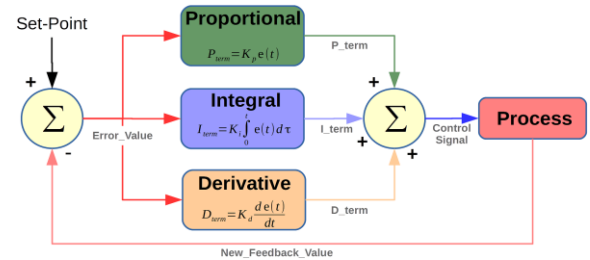 Set-Point
+
Σ
-
Error_Value
Proportional
P_term=K_p e(t)
P_term
Integral
I_term=K_i∫_0^t e(t)dτ
I_term
Derivative
D_term=K_d de(t)/dt
D_term
+
+
+
Σ
Control
Signal
Process
New_Feedback_Value